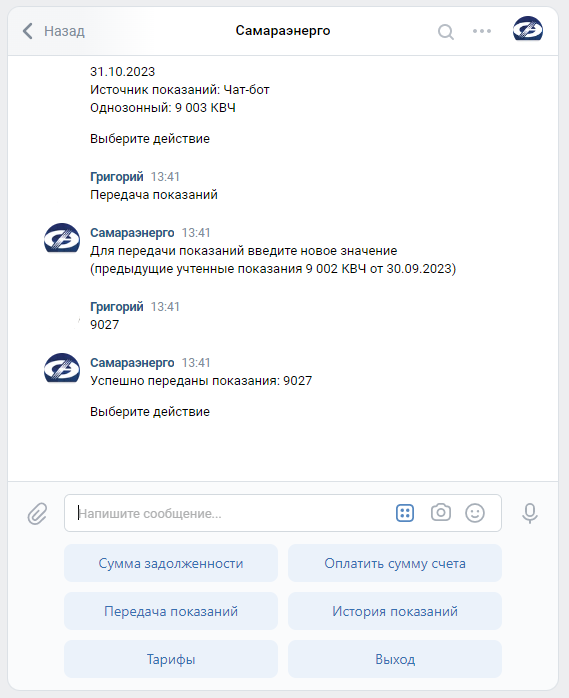 Назад
Самараэнерго
31.10.2023
Источник показаний: Чат-бот
Однозонный: 9 003 КВЧ
Выберите действие
Григорий 13:41
Передача показаний
Самараэнерго 13:41
Для передачи показаний введите новое значение
(предыдущие учтенные показания 9 002 КВЧ от 30.09.2023)
Григорий 13:41
9027
Самараэнерго 13:41
Успешно переданы показания: 9027
Выберите действие
Напишите сообщение...
Сумма задолженности
Оплатить сумму счета
Передача показаний
История показаний
Тарифы
Выход